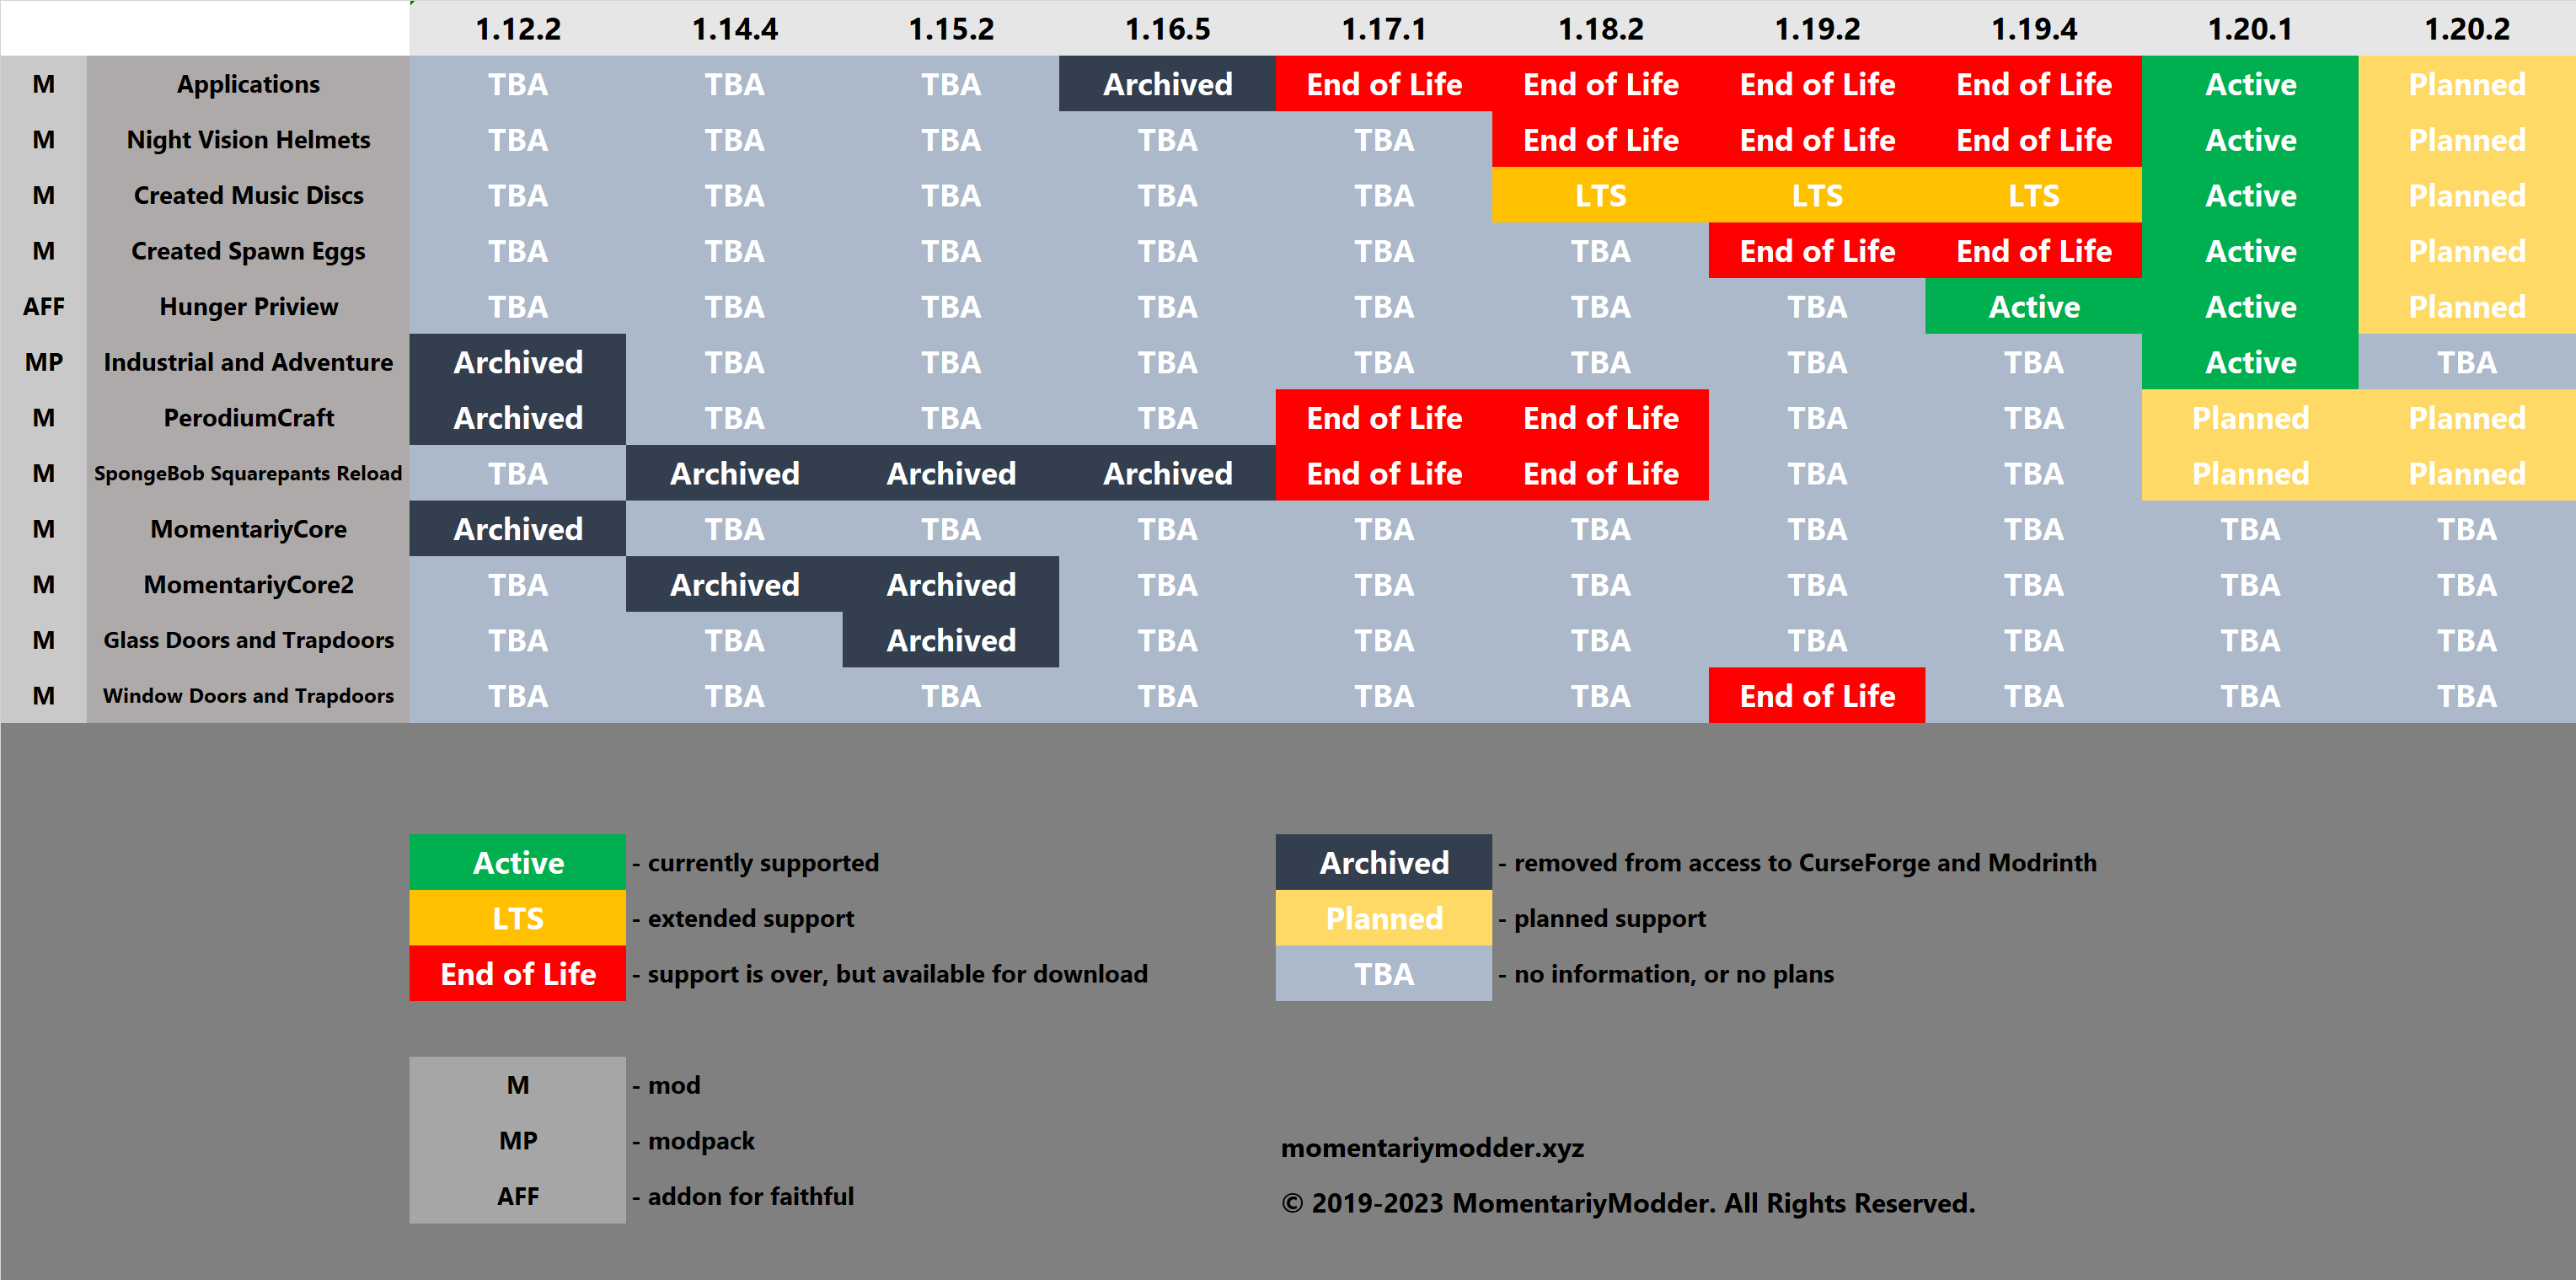 1.12.2 1.14.4 1.15.2 1.16.5 1.17.1 1.18.2 1.19.2 1.19.4 1.20.1 1.20.2
M Applications TBA TBA TBA Archived End of Life End of Life End of Life End of Life Active Planned
M Night Vision Helmets TBA TBA TBA TBA TBA End of Life End of Life End of Life Active Planned
M Created Music Discs TBA TBA TBA TBA TBA LTS LTS LTS Active Planned
M Created Spawn Eggs TBA TBA TBA TBA TBA TBA End of Life End of Life Active Planned
AFF Hunger Priview TBA TBA TBA TBA TBA TBA TBA Active Active Planned
MP Industrial and Adventure Archived TBA TBA TBA TBA TBA TBA TBA Active TBA
M PerodiumCraft Archived TBA TBA TBA End of Life End of Life TBA TBA Planned Planned
M SpongeBob Squarepants Reload TBA Archived Archived Archived End of Life End of Life TBA TBA Planned Planned
M MomentariyCore Archived TBA TBA TBA TBA TBA TBA TBA TBA TBA
M MomentariyCore2 TBA Archived Archived TBA TBA TBA TBA TBA TBA TBA
M Glass Doors and Trapdoors TBA TBA Archived TBA TBA TBA TBA TBA TBA TBA
M Window Doors and Trapdoors TBA TBA TBA TBA TBA TBA End of Life TBA TBA TBA
Active - currently supported
LTS - extended support
End of Life - support is over, but available for download
Archived - removed from access to CurseForge and Modrinth
Planned - planned support
TBA - no information, or no plans
M - mod
MP - modpack
AFF - addon for faithful
momentariymodder.xyz
© 2019-2023 MomentariyModder. All Rights Reserved.